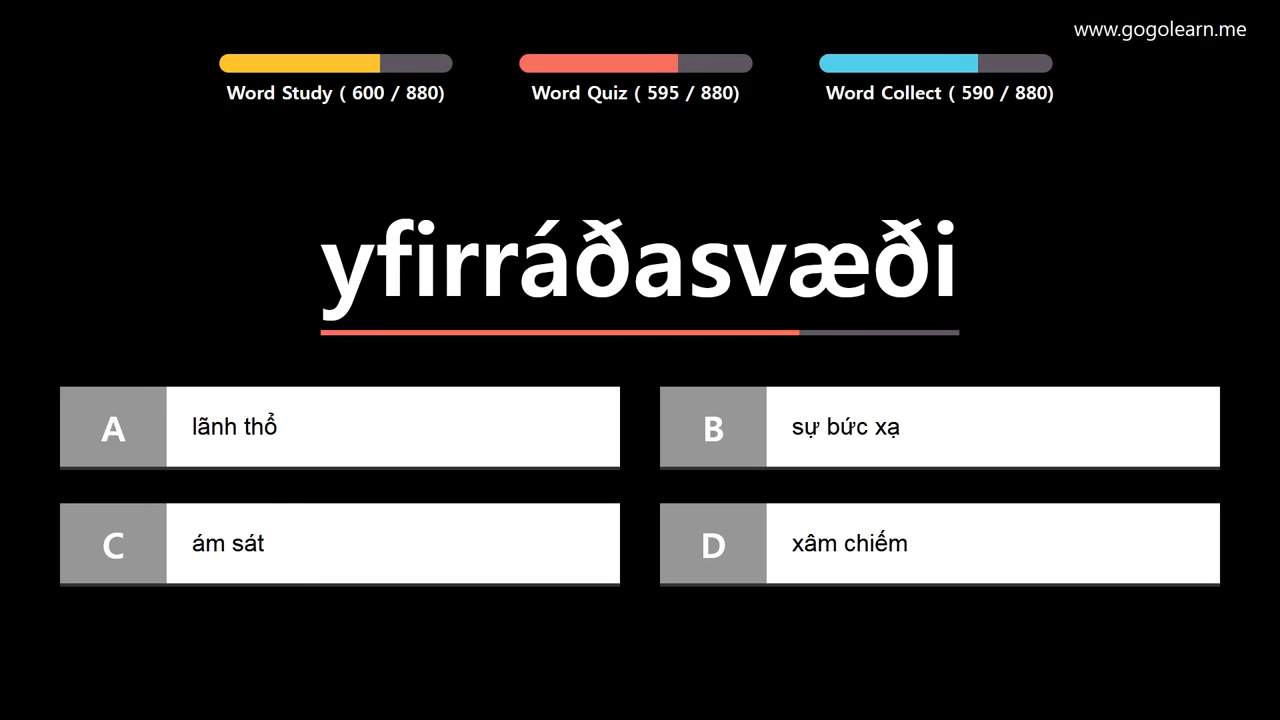 www.gogolearn.me
Word Study ( 600 / 880)
Word Quiz ( 595 / 880)
Word Collect ( 590 / 880)
yfirráðasvæði
A lãnh thổ
B sự bức xạ
C ám sát
D xâm chiếm